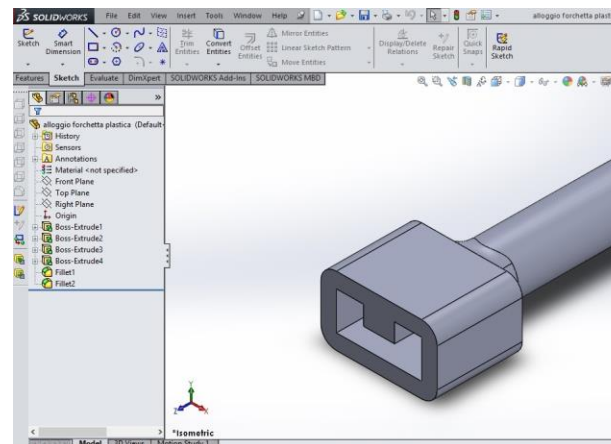 SOLIDWORKS File Edit View Insert Tools Window Help alloggio forchetta
Sketch Smart Dimension Trim Entities Convert Entities Offset Entities Mirror Entities Linear Sketch Pattern Move Entities Display/Delete Relations Repair Sketch Quick Snaps Rapid Sketch
Features Sketch Evaluate DimXpert SOLIDWORKS Add-Ins SOLIDWORKS MBD
alloggio forchetta plastica (Default
History
Sensors
Annotations
Material <not specified>
Front Plane
Top Plane
Right Plane
Origin
Boss-Extrude1
Boss-Extrude2
Boss-Extrude3
Boss-Extrude4
Fillet1
Fillet2
*Isometric
Model 3D Views Motion Study 1